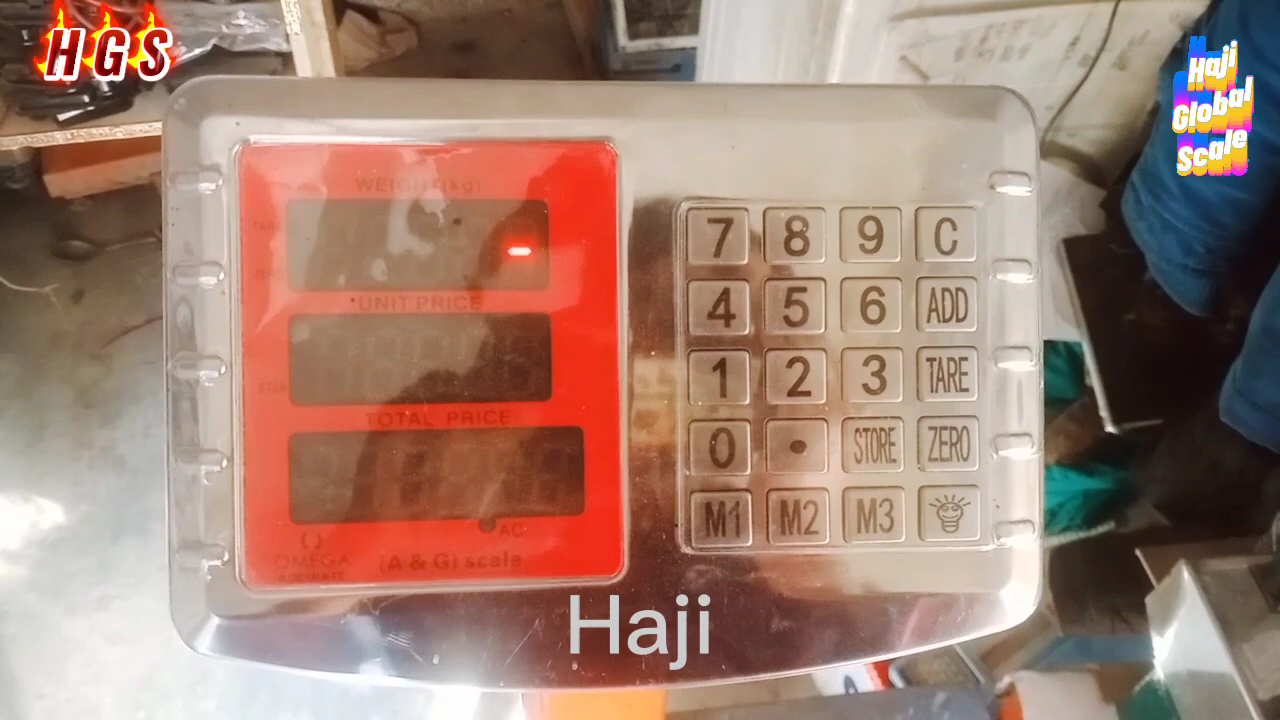 HGS
Haji
Global
Scale
WEIGHT(kg)
UNIT PRICE
TOTAL PRICE
AC
Ω
OMEGA
ACCURATE
(A & G) scale
7 8 9 C
4 5 6 ADD
1 2 3 TARE
0 • STORE ZERO
M1 M2 M3
Haji